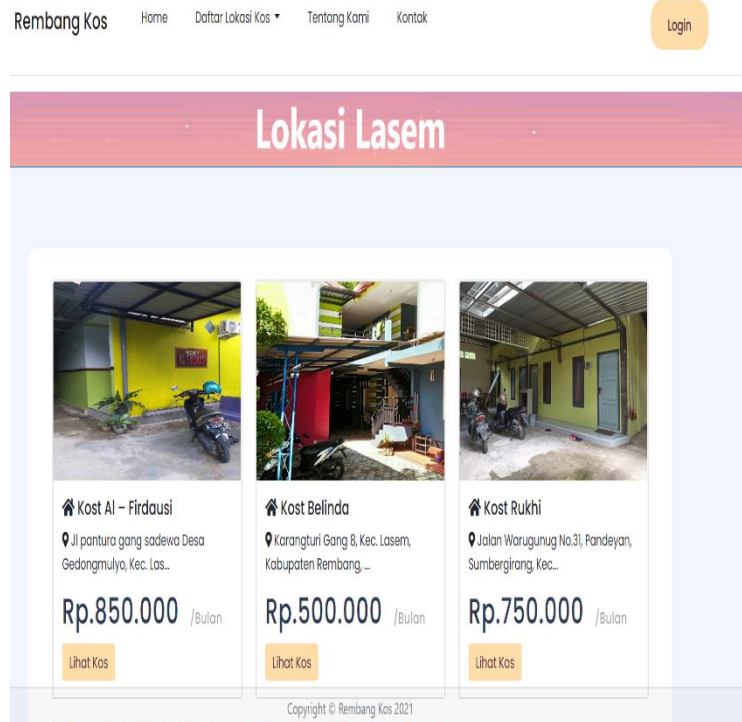 Rembang Kos
Home
Daftar Lokasi Kos
Tentang Kami
Kontak
Login
Lokasi Lasem
Kost Al - Firdausi
Jl pantura gang sadewa Desa
Gedongmulyo, Kec. Las...
Rp.850.000 /Bulan
Lihat Kos
Kost Belinda
Karangturi Gang 8, Kec. Lasem,
Kabupaten Rembang, ...
Rp.500.000 /Bulan
Lihat Kos
Kost Rukhi
Jalan Warugunug No.31, Pandeyan,
Sumbergirang, Kec...
Rp.750.000 /Bulan
Lihat Kos
Copyright © Rembang Kos 2021